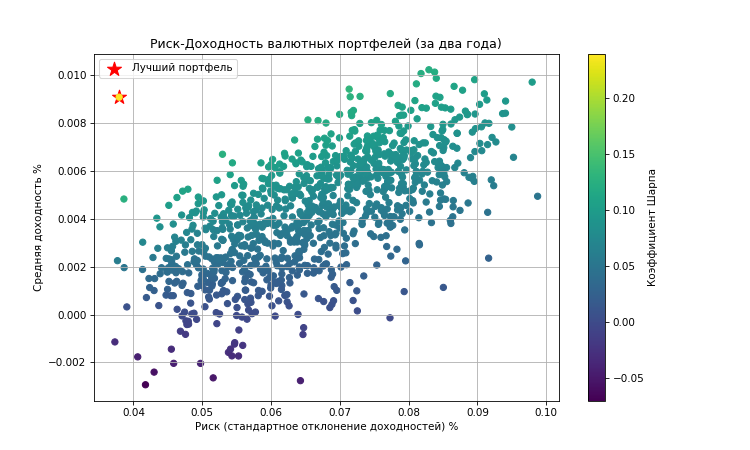 Риск-Доходность валютных портфелей (за два года)
Лучший портфель
Средняя доходность %
0.010
0.008
0.006
0.004
0.002
0.000
−0.002
0.04 0.05 0.06 0.07 0.08 0.09 0.10
Риск (стандартное отклонение доходностей) %
0.20
0.15
0.10
0.05
0.00
−0.05
Коэффициент Шарпа